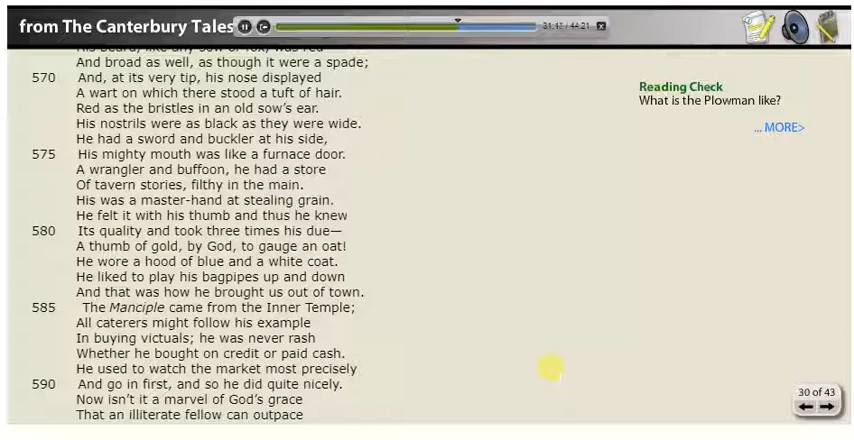 from The Canterbury Tales
31:43 / 44:21
His beard, like any sow or fox, was red
And broad as well, as though it were a spade;
570 And, at its very tip, his nose displayed
A wart on which there stood a tuft of hair.
Red as the bristles in an old sow's ear.
His nostrils were as black as they were wide.
He had a sword and buckler at his side,
575 His mighty mouth was like a furnace door.
A wrangler and buffoon, he had a store
Of tavern stories, filthy in the main.
His was a master-hand at stealing grain.
He felt it with his thumb and thus he knew
580 Its quality and took three times his due—
A thumb of gold, by God, to gauge an oat!
He wore a hood of blue and a white coat.
He liked to play his bagpipes up and down
And that was how he brought us out of town.
585 The Manciple came from the Inner Temple;
All caterers might follow his example
In buying victuals; he was never rash
Whether he bought on credit or paid cash.
He used to watch the market most precisely
590 And go in first, and so he did quite nicely.
Now isn't it a marvel of God's grace
That an illiterate fellow can outpace
Reading Check
What is the Plowman like?
... MORE>
30 of 43